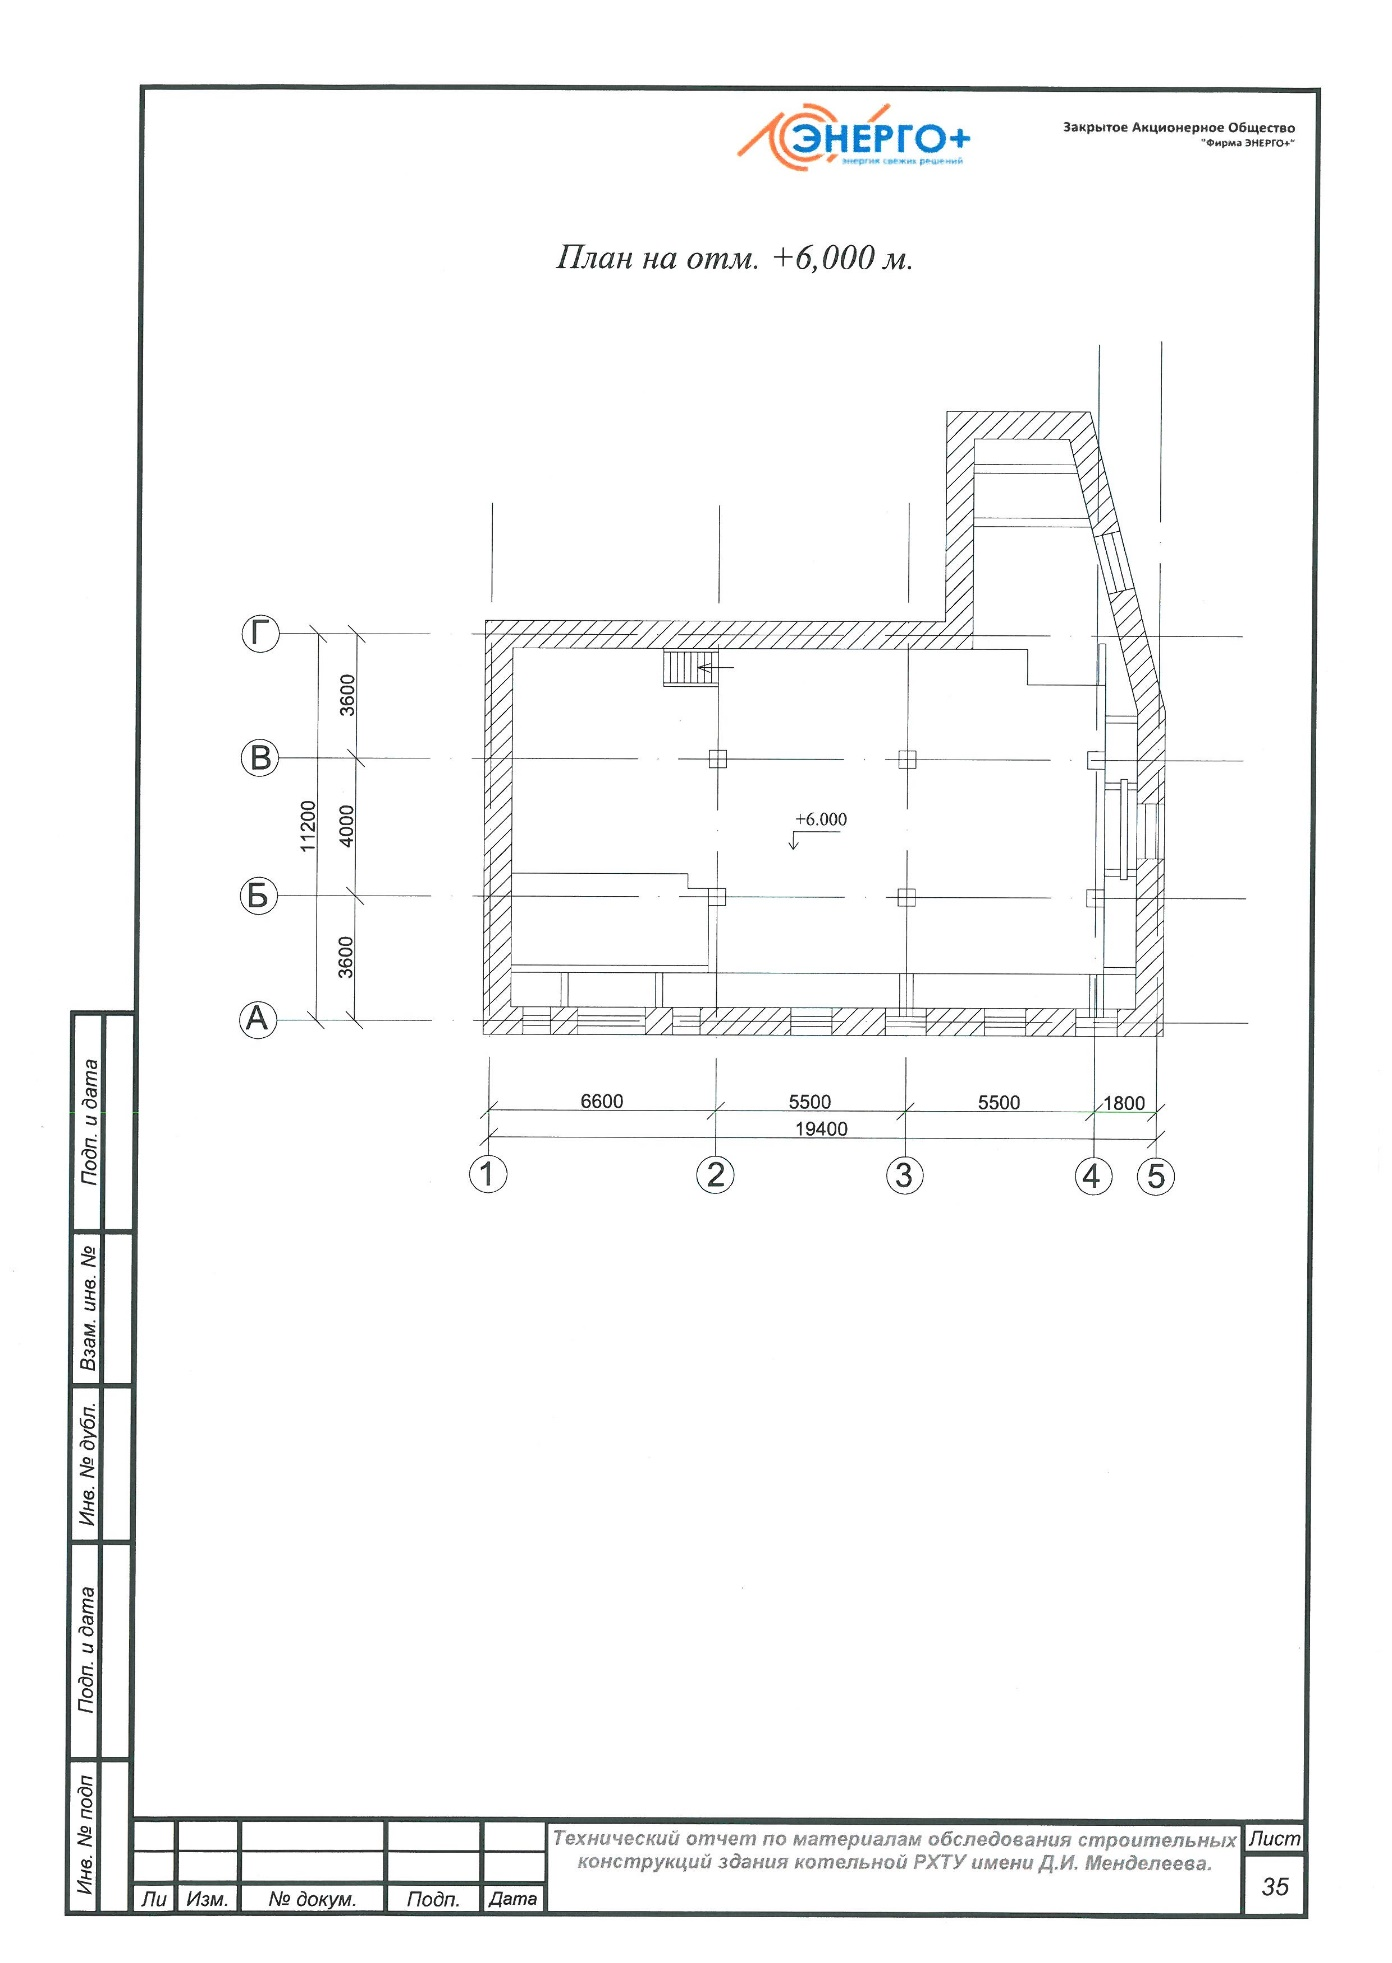 ЭНЕРГО+
энергия свежих решений
Закрытое Акционерное Общество
"Фирма ЭНЕРГО+"
План на отм. +6,000 м.
Г
В
Б
А
3600
4000
3600
11200
+6.000
6600
5500
5500
1800
19400
1
2
3
4
5
Подп. и дата
Взам. инв. №
Инв. № дубл.
Подп. и дата
Инв. № подп
Ли
Изм.
№ докум.
Подп.
Дата
Технический отчет по материалам обследования строительных
конструкций здания котельной РХТУ имени Д.И. Менделеева.
Лист
35